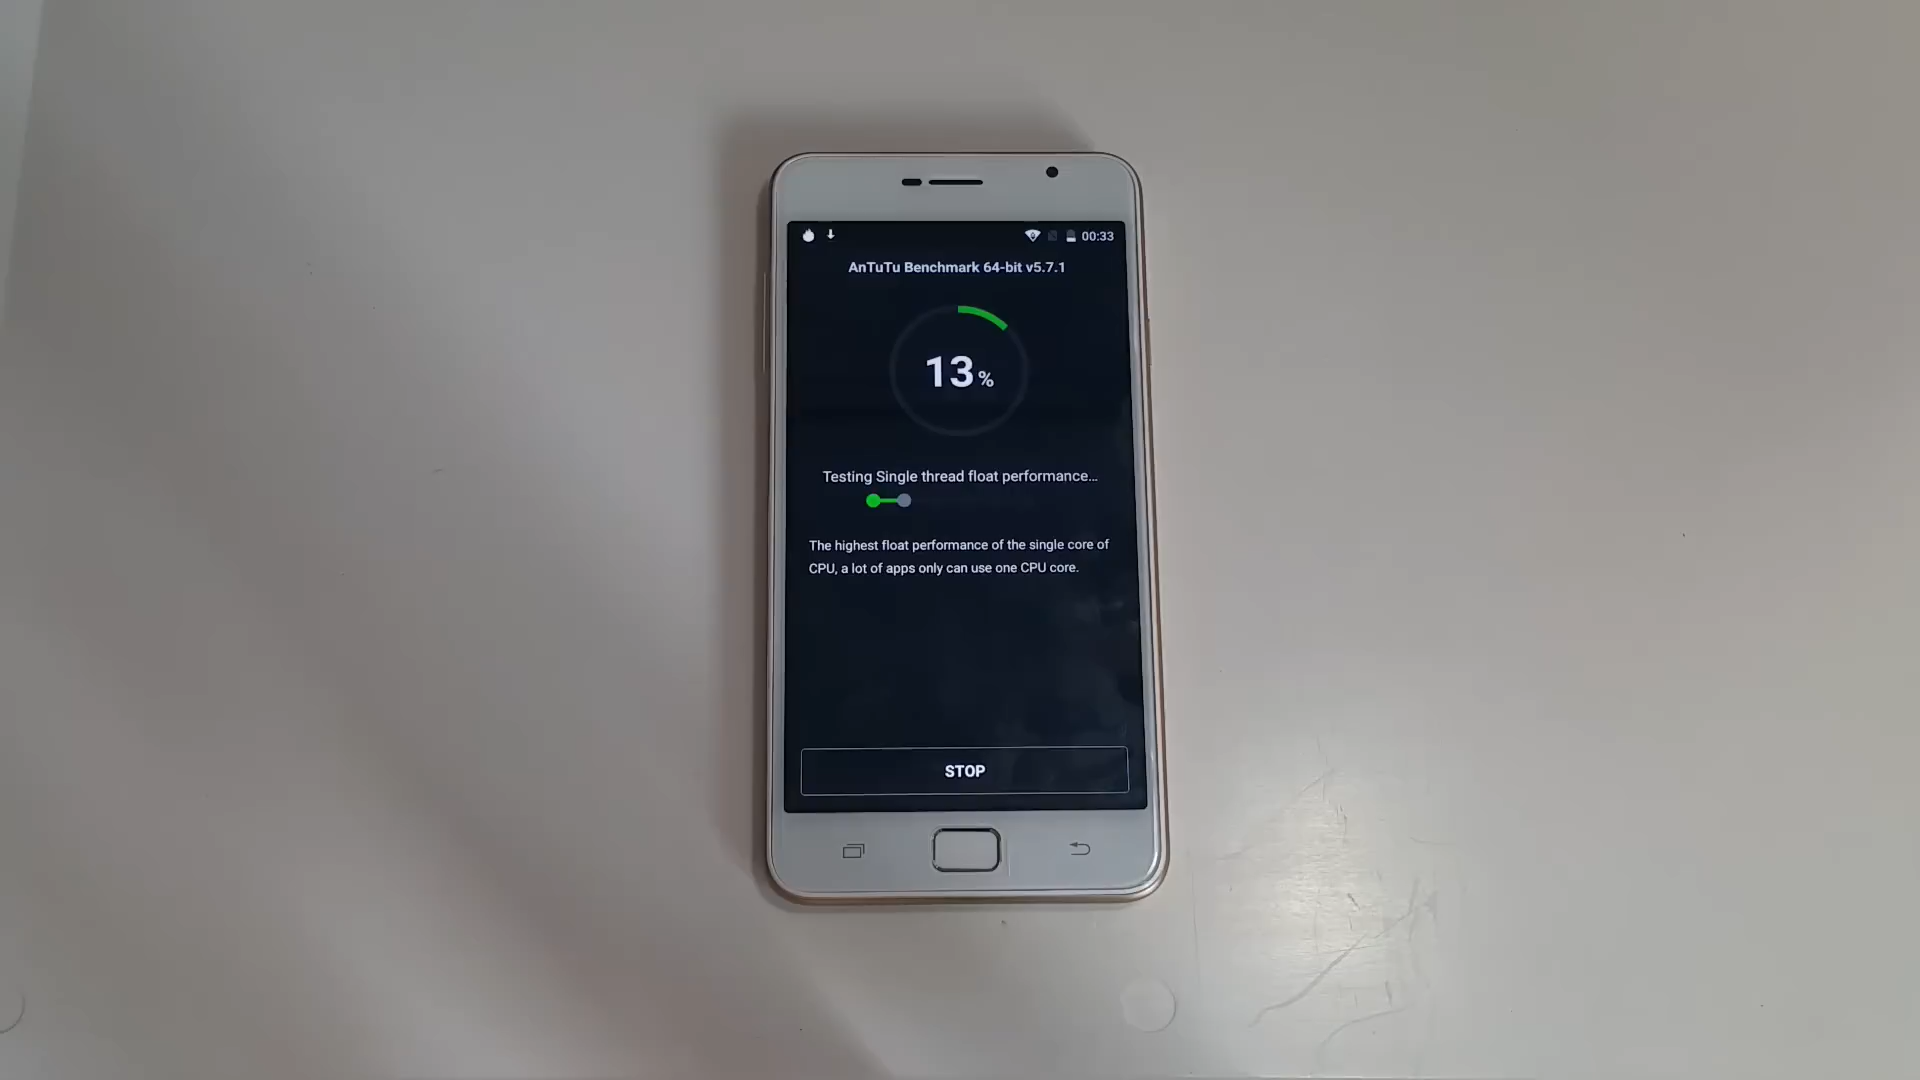 00:33
AnTuTu Benchmark 64-bit v5.7.1
13%
Testing Single thread float performance...
The highest float performance of the single core of
CPU, a lot of apps only can use one CPU core.
STOP